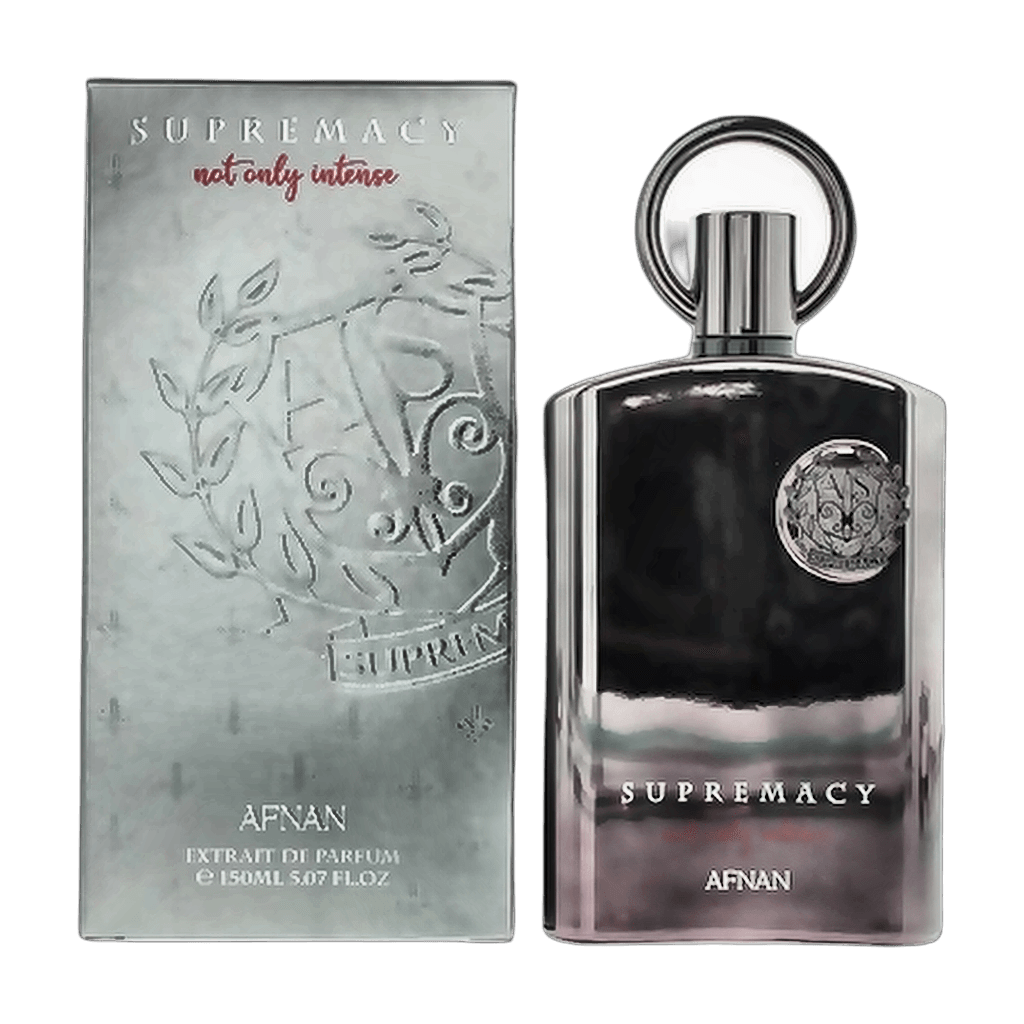 SUPREMACY
not only intense
SUPREM
AFNAN
EXTRAIT DE PARFUM
℮ 150ML 5.07 FL.OZ
SUPREMACY
AFNAN